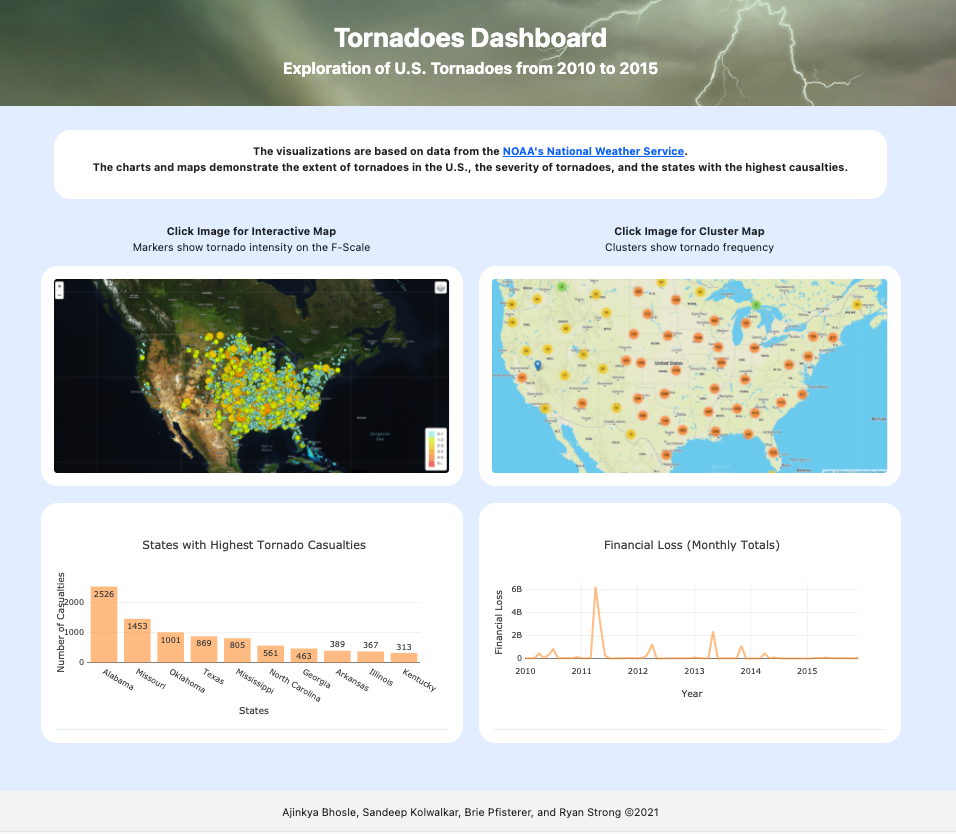 Tornadoes Dashboard
Exploration of U.S. Tornadoes from 2010 to 2015
The visualizations are based on data from the NOAA's National Weather Service.
The charts and maps demonstrate the extent of tornadoes in the U.S., the severity of tornadoes, and the states with the highest causalties.
Click Image for Interactive Map
Markers show tornado intensity on the F-Scale
Click Image for Cluster Map
Clusters show tornado frequency
United States
States with Highest Tornado Casualties
Number of Casualties
2000
1000
0
2526
1453
1001
869
805
561
463
389
367
313
Alabama
Missouri
Oklahoma
Texas
Mississippi
North Carolina
Georgia
Arkansas
Illinois
Kentucky
States
Financial Loss (Monthly Totals)
Financial Loss
6B
4B
2B
0
2010
2011
2012
2013
2014
2015
Year
Ajinkya Bhosle, Sandeep Kolwalkar, Brie Pfisterer, and Ryan Strong ©2021